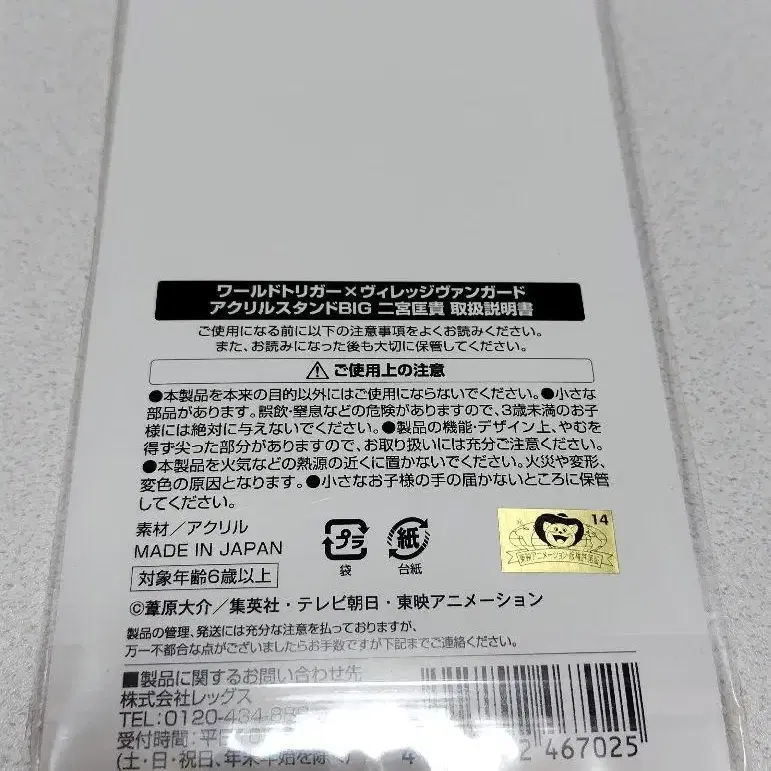 ワールドトリガー×ヴィレッジヴァンガード
アクリルスタンドBIG 二宮匡貴 取扱説明書
ご使用になる前に以下の注意事項をよくお読みください。
また、お読みになった後も大切に保管してください。
⚠ ご使用上の注意
●本製品を本来の目的以外にはご使用にならないでください。●小さな
部品があります。誤飲・窒息などの危険がありますので、3歳未満のお子
様には絶対に与えないでください。●製品の機能・デザイン上、やむを
得ず尖った部分がありますので、お取り扱いには充分ご注意ください。
●本製品を火気などの熱源の近くに置かないでください。火災や変形、
変色の原因となります。●小さなお子様の手の届かないところに保管
してください。
素材／アクリル
MADE IN JAPAN
対象年齢6歳以上
プラ
袋
紙
台紙
14
©葦原大介／集英社・テレビ朝日・東映アニメーション
製品の管理、発送には充分な注意を払っておりますが、
万一不都合な点がございましたらお手数ですが下記までご連絡ください。
■製品に関するお問い合わせ先
株式会社レッグス
TEL:0120-434-
受付時間:平日
(土・日・祝日、年末年始を除く)
4 2 467025